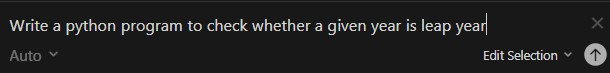 Write a python program to check whether a given year is leap year
Auto Edit Selection